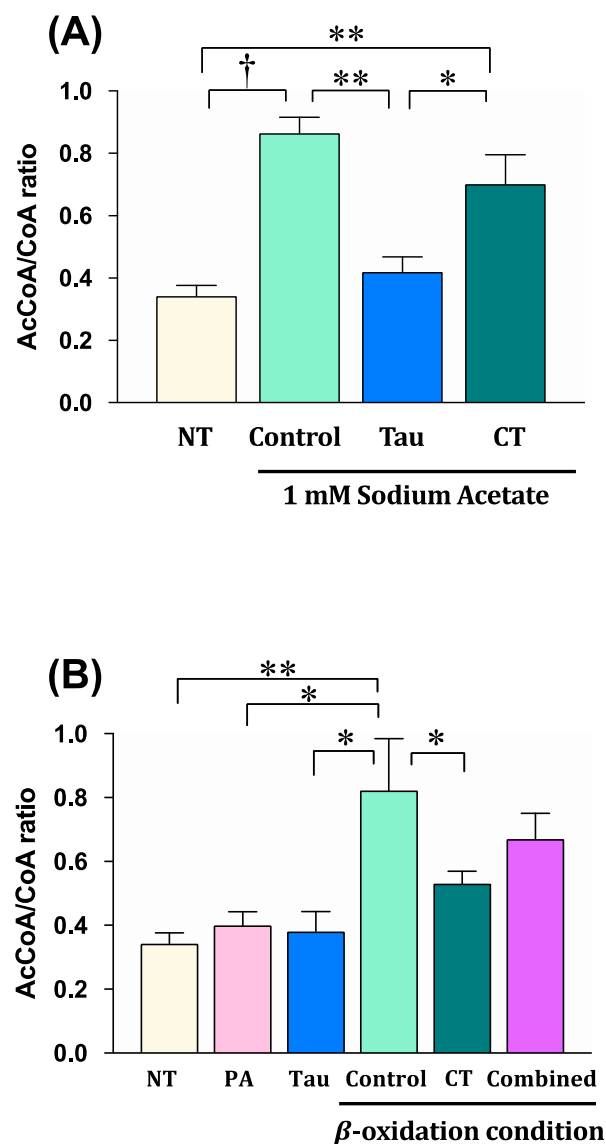 (A)
**
†
**
*
1.0
0.8
0.6
0.4
0.2
0.0
AcCoA/CoA ratio
NT Control Tau CT
1 mM Sodium Acetate
(B)
**
*
*
*
1.0
0.8
0.6
0.4
0.2
0.0
AcCoA/CoA ratio
NT PA Tau Control CT Combined
β-oxidation condition